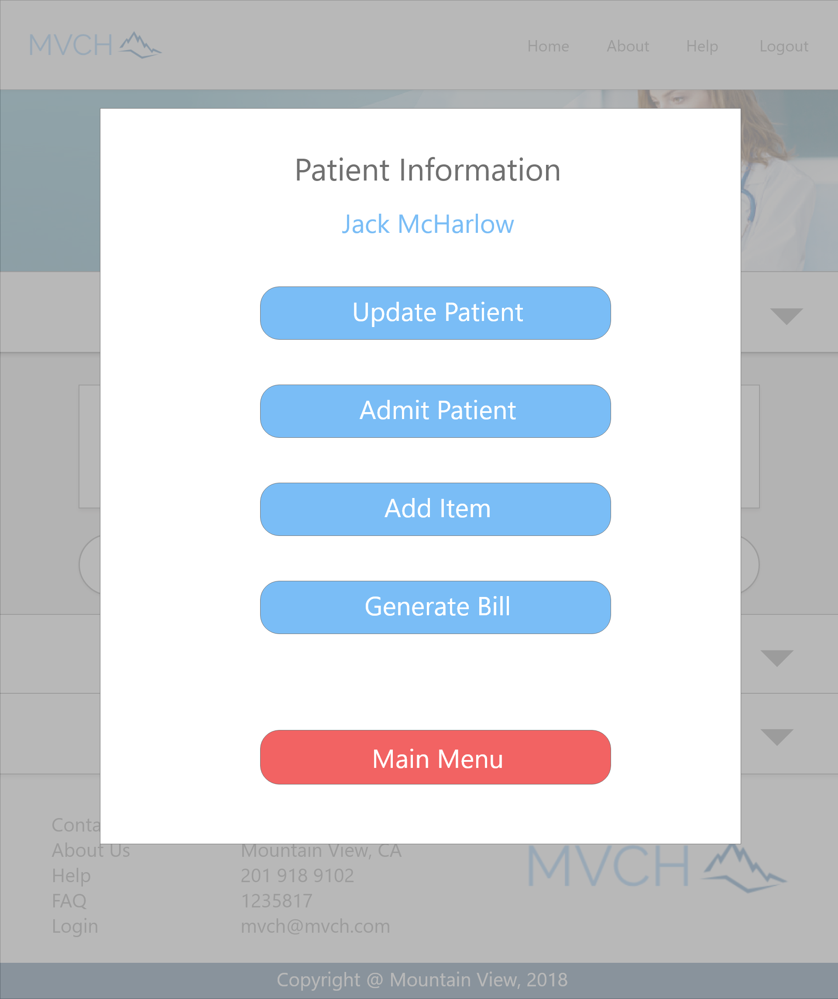 MVCH
Home About Help Logout
Patient Information
Jack McHarlow
Update Patient
Admit Patient
Add Item
Generate Bill
Main Menu
About Us
Help
FAQ
Login
Mountain View, CA
201 918 9102
1235817
mvch@mvch.com
MVCH
Copyright @ Mountain View, 2018